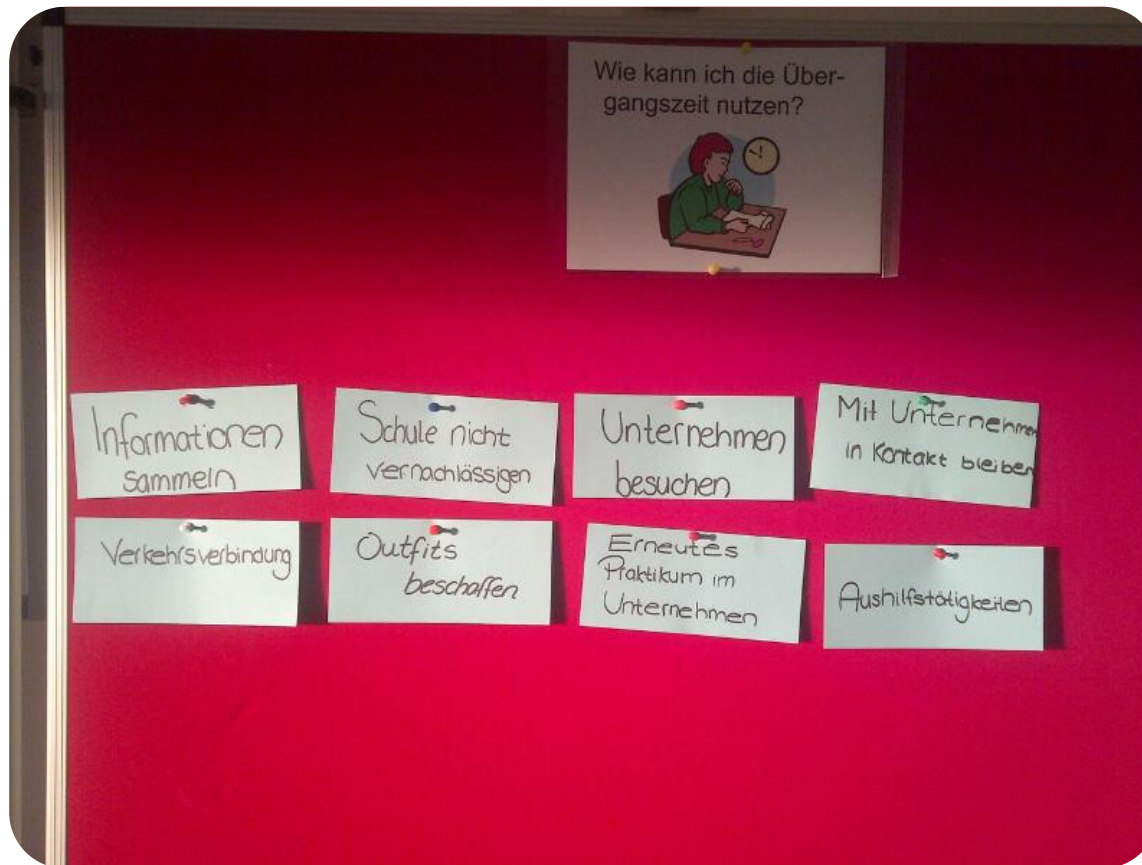 Wie kann ich die Über-
gangszeit nutzen?
Informationen
sammeln
Schule nicht
vernachlässigen
Unternehmen
besuchen
Mit Unternehmen
in Kontakt bleiben
Verkehrsverbindung
Outfits
beschaffen
Erneutes
Praktikum im
Unternehmen
Aushilfstätigkeiten